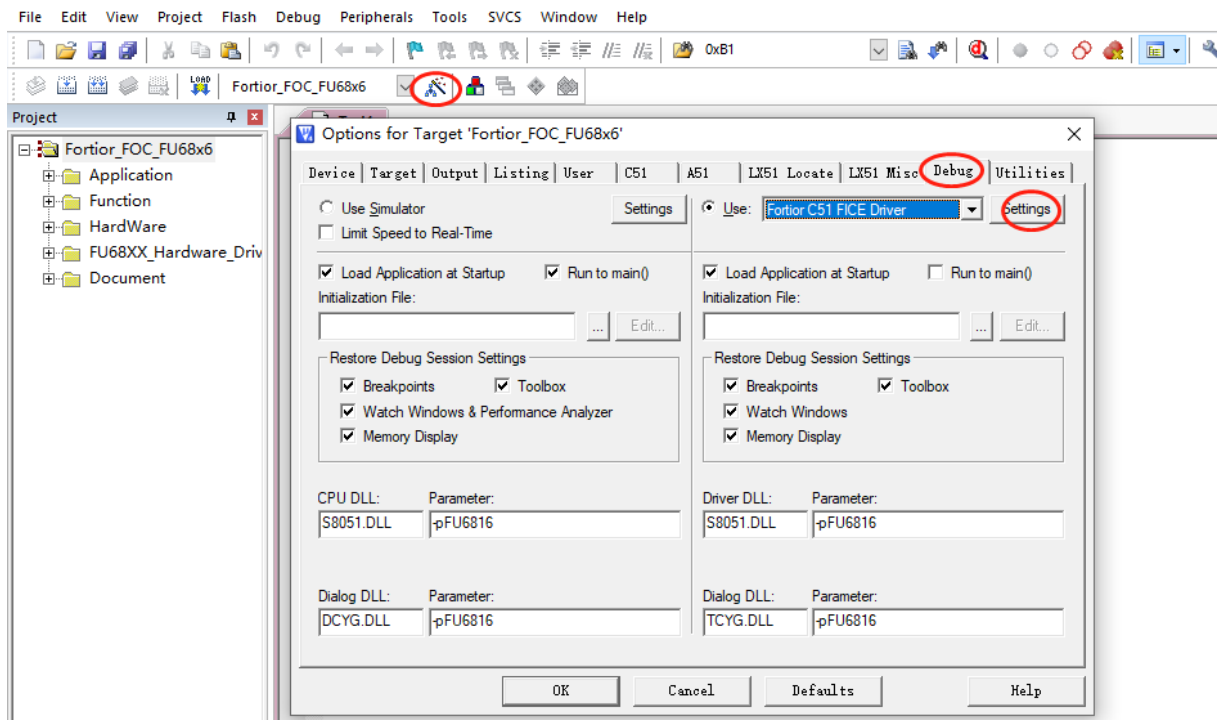 File Edit View Project Flash Debug Peripherals Tools SVCS Window Help
0xB1
LOAD Fortior_FOC_FU68x6
Project
Fortior_FOC_FU68x6
Application
Function
HardWare
FU68XX_Hardware_Driv
Document
Options for Target 'Fortior_FOC_FU68x6'
Device Target Output Listing User C51 A51 LX51 Locate LX51 Misc Debug Utilities
Use Simulator Settings
Limit Speed to Real-Time
Use: Fortior C51 FICE Driver Settings
Load Application at Startup Run to main()
Initialization File:
... Edit...
Restore Debug Session Settings
Breakpoints Toolbox
Watch Windows & Performance Analyzer
Memory Display
Load Application at Startup Run to main()
Initialization File:
... Edit...
Restore Debug Session Settings
Breakpoints Toolbox
Watch Windows
Memory Display
CPU DLL: Parameter:
S8051.DLL -pFU6816
Driver DLL: Parameter:
S8051.DLL -pFU6816
Dialog DLL: Parameter:
DCYG.DLL -pFU6816
Dialog DLL: Parameter:
TCYG.DLL -pFU6816
OK Cancel Defaults Help